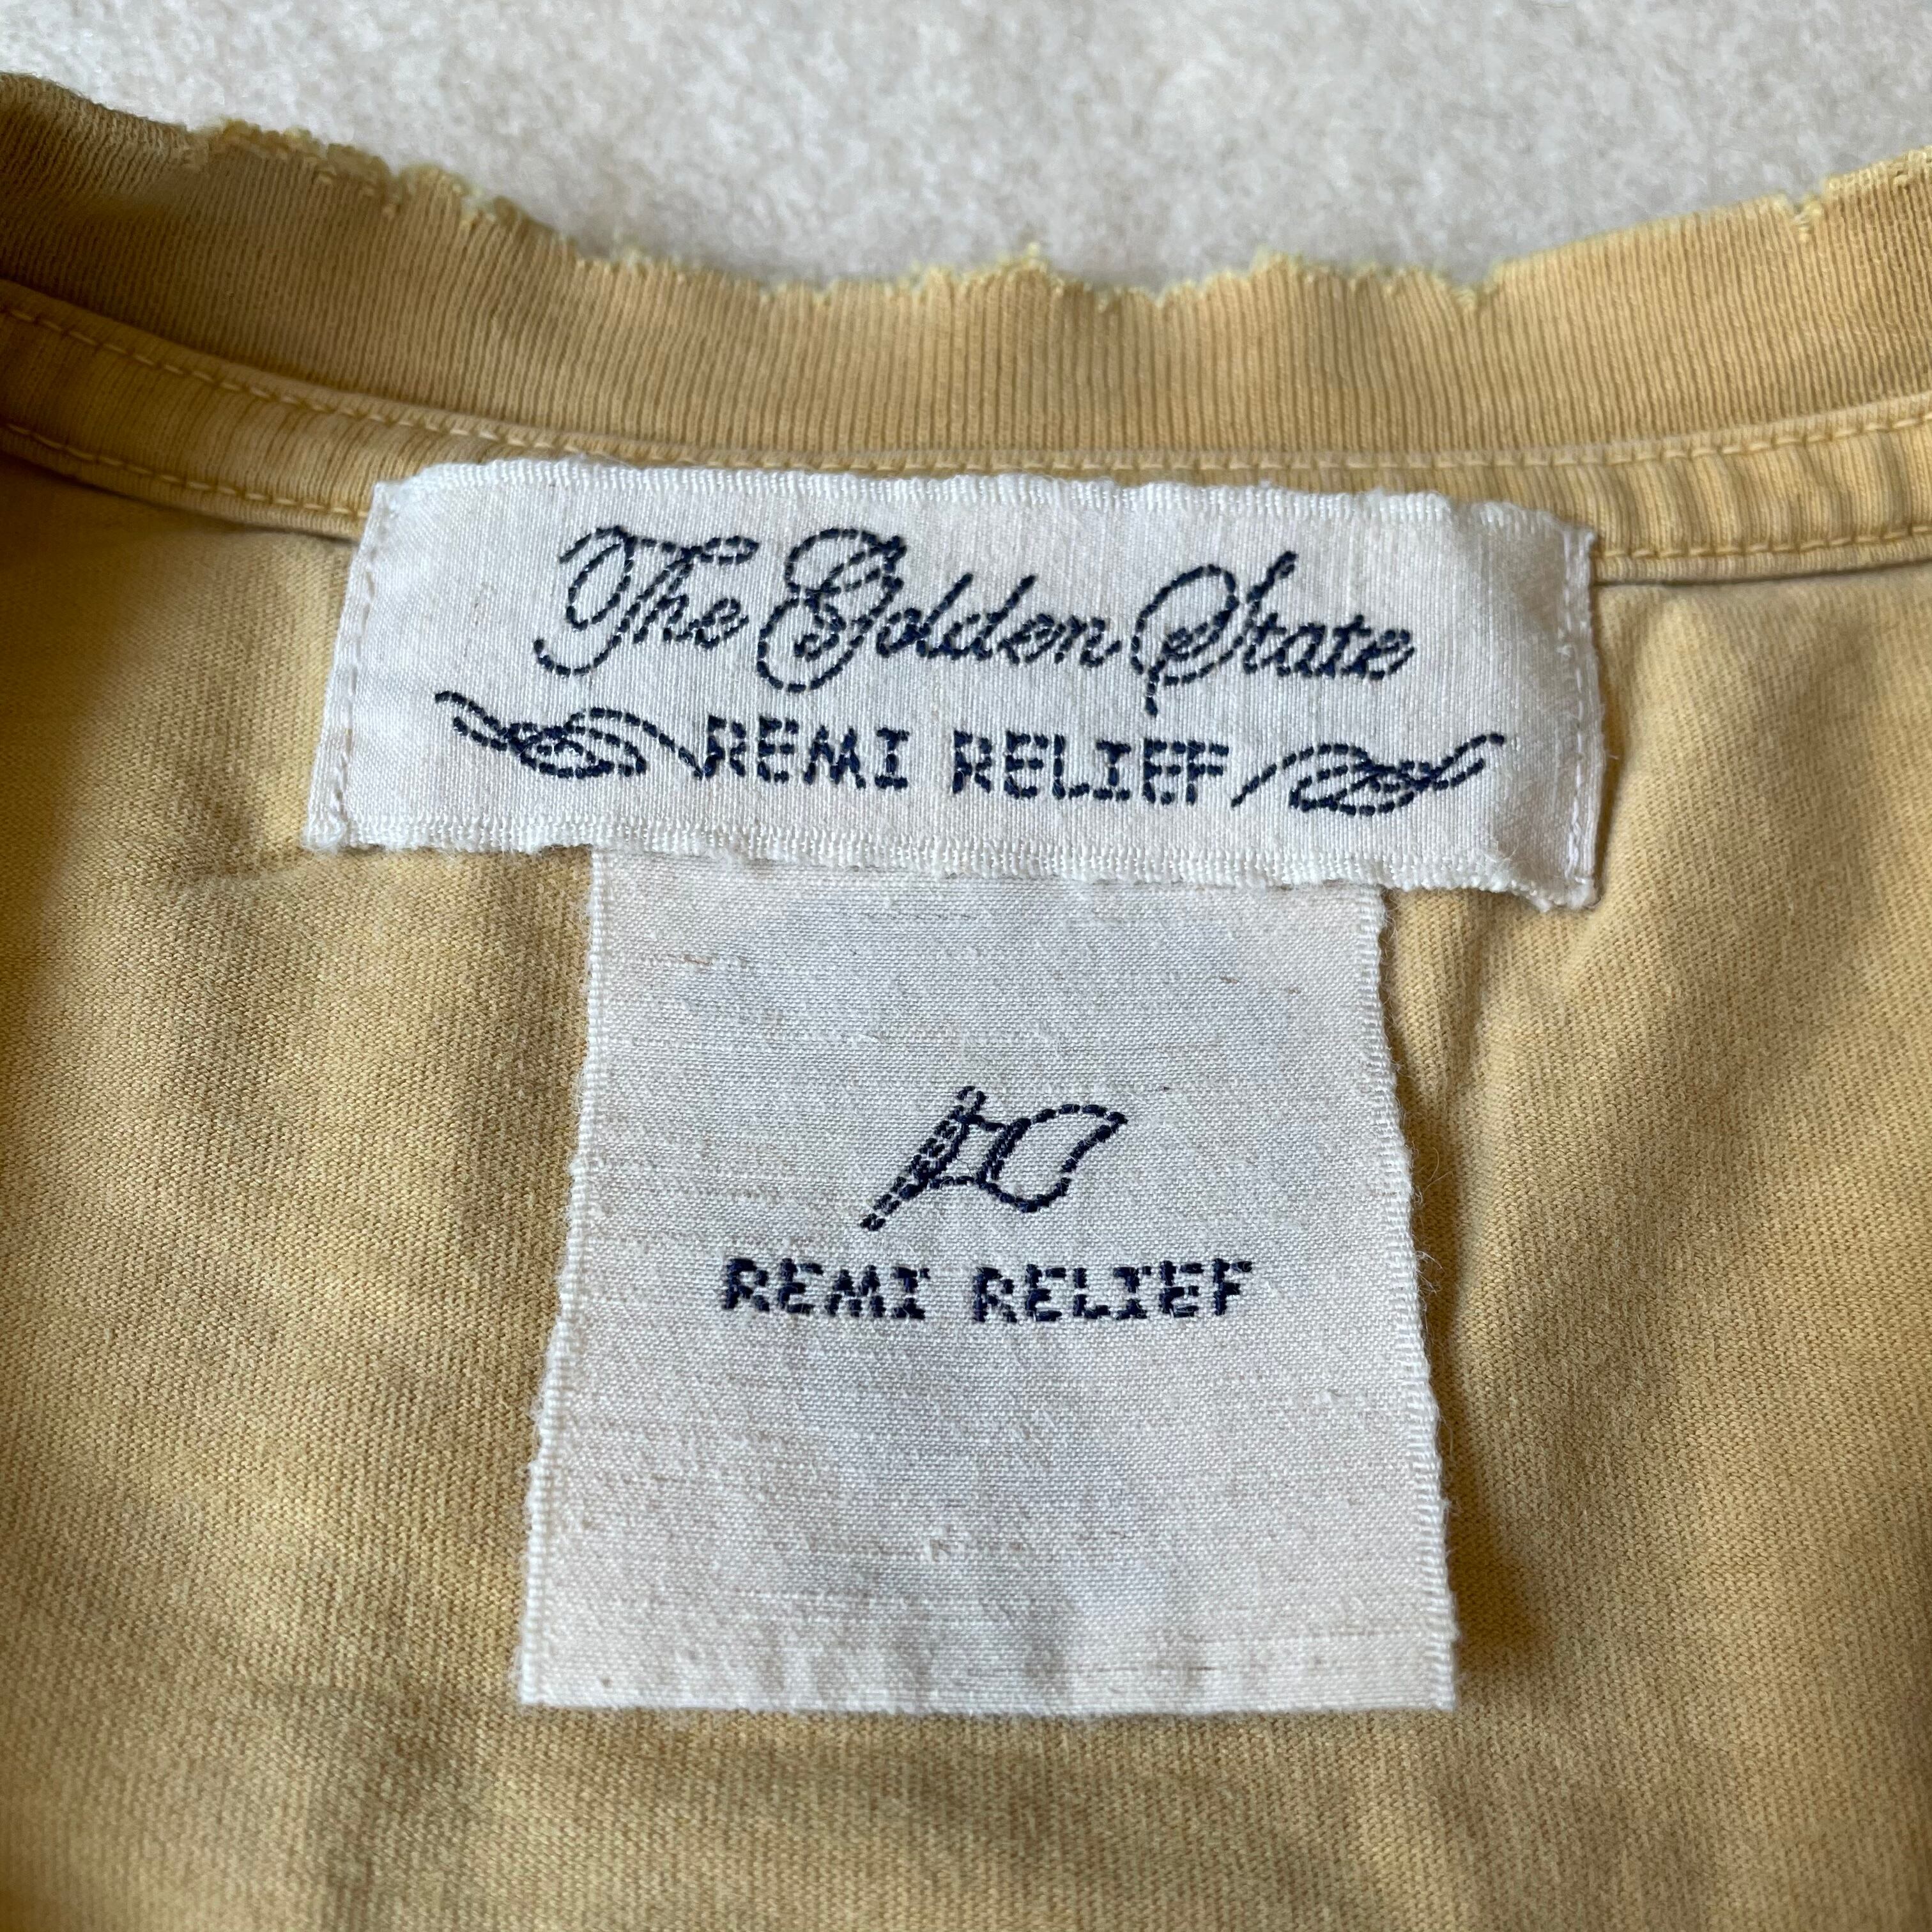 The Golden State
REMI RELIEF
REMI RELIEF